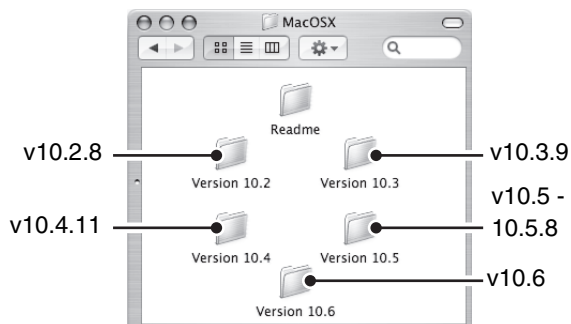 MacOSX
Readme
v10.2.8
v10.3.9
Version 10.2
Version 10.3
v10.5 -
10.5.8
v10.4.11
Version 10.4
Version 10.5
v10.6
Version 10.6